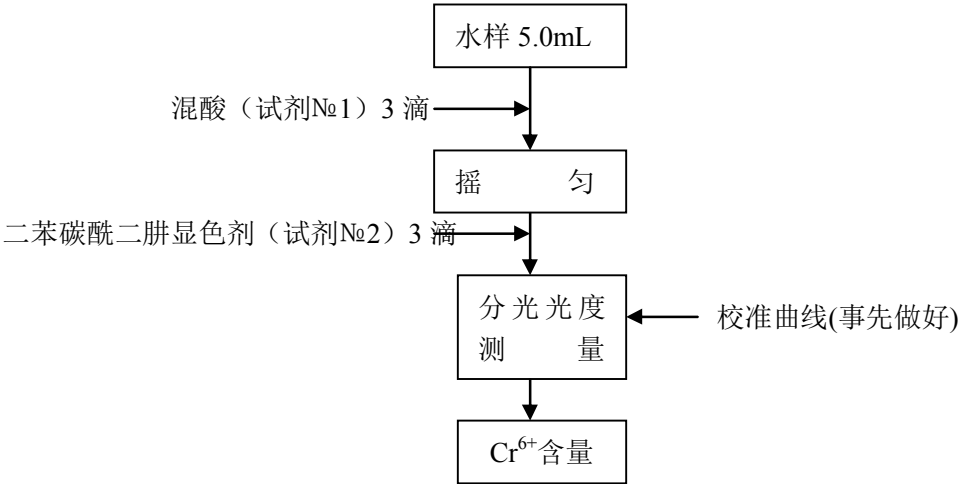 水样 5.0mL
混酸（试剂№1）3 滴
摇 匀
二苯碳酰二肼显色剂（试剂№2）3 滴
分光光度
测 量
校准曲线(事先做好)
Cr⁶⁺含量